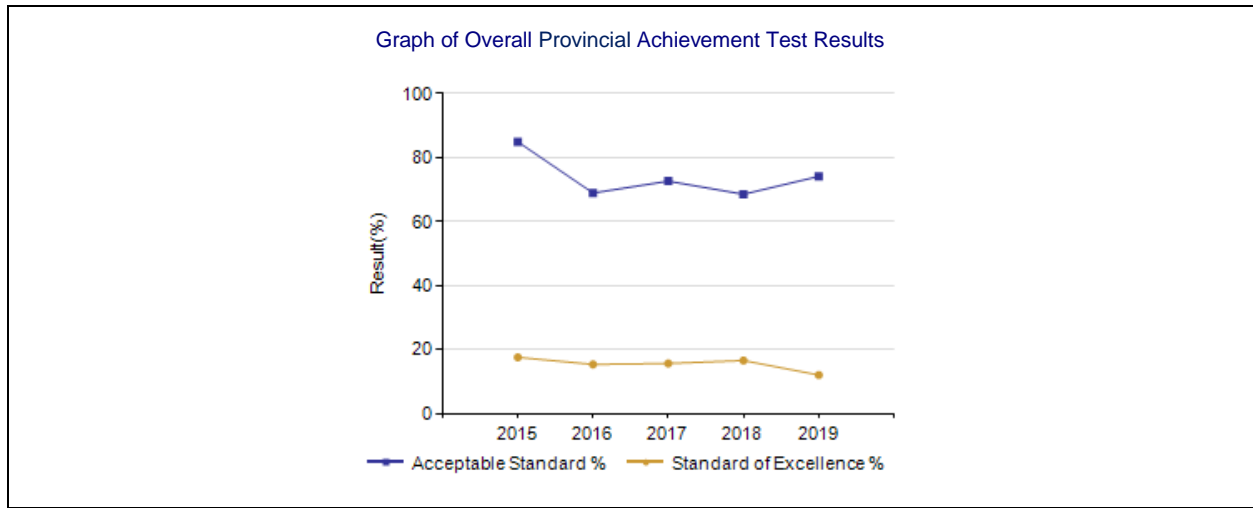 Graph of Overall Provincial Achievement Test Results
100
80
60
40
20
0
Result(%)
2015 2016 2017 2018 2019
Acceptable Standard % Standard of Excellence %